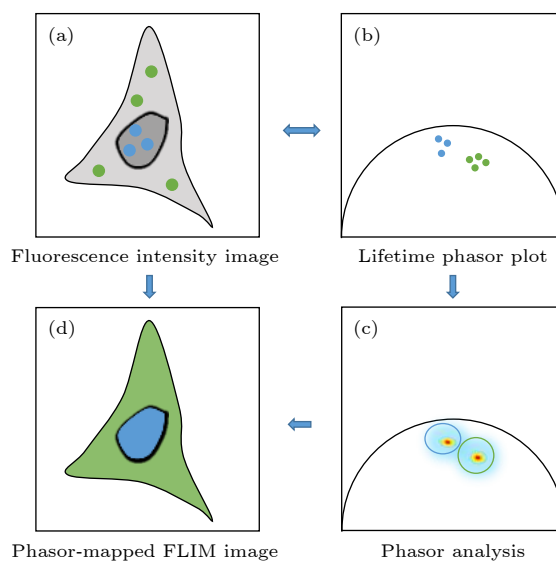 (a)
(b)
Fluorescence intensity image
Lifetime phasor plot
(d)
(c)
Phasor-mapped FLIM image
Phasor analysis